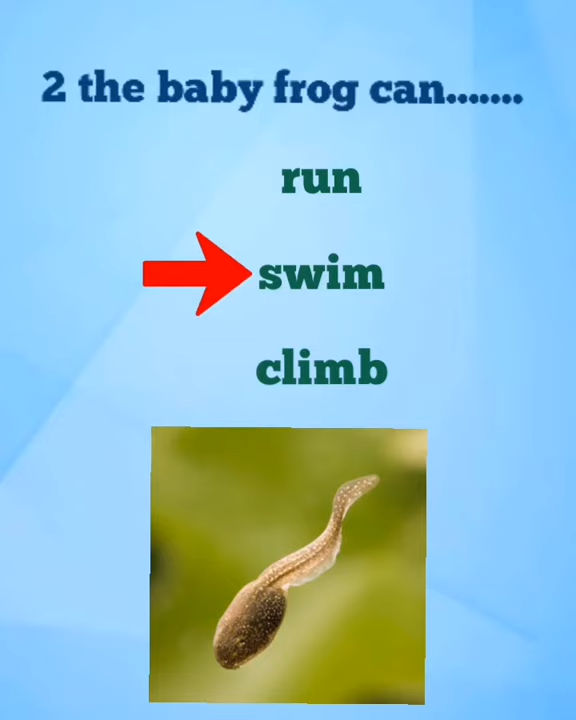 2 the baby frog can.......
run
swim
climb